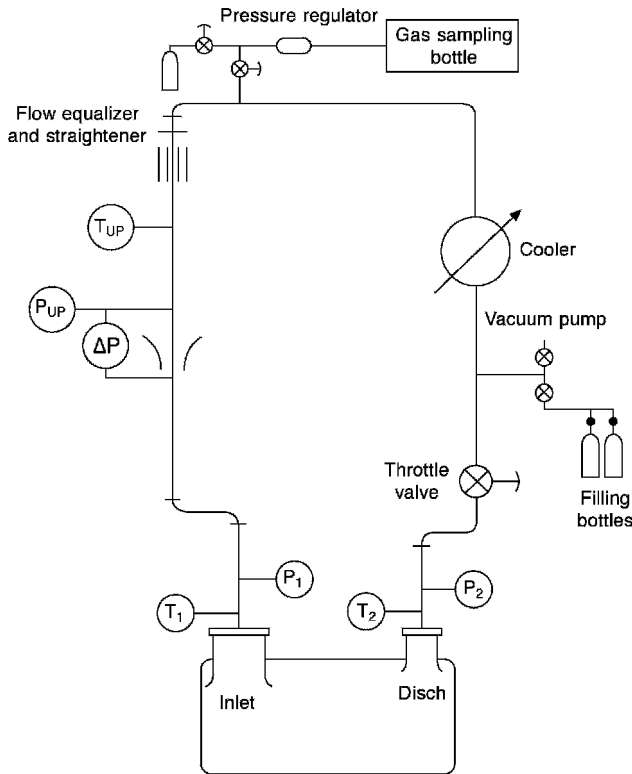 Pressure regulator
Gas sampling
bottle
Flow equalizer
and straightener
T_UP
Cooler
P_UP
Vacuum pump
ΔP
Throttle
valve
Filling
bottles
P₁
P₂
T₁
T₂
Inlet
Disch